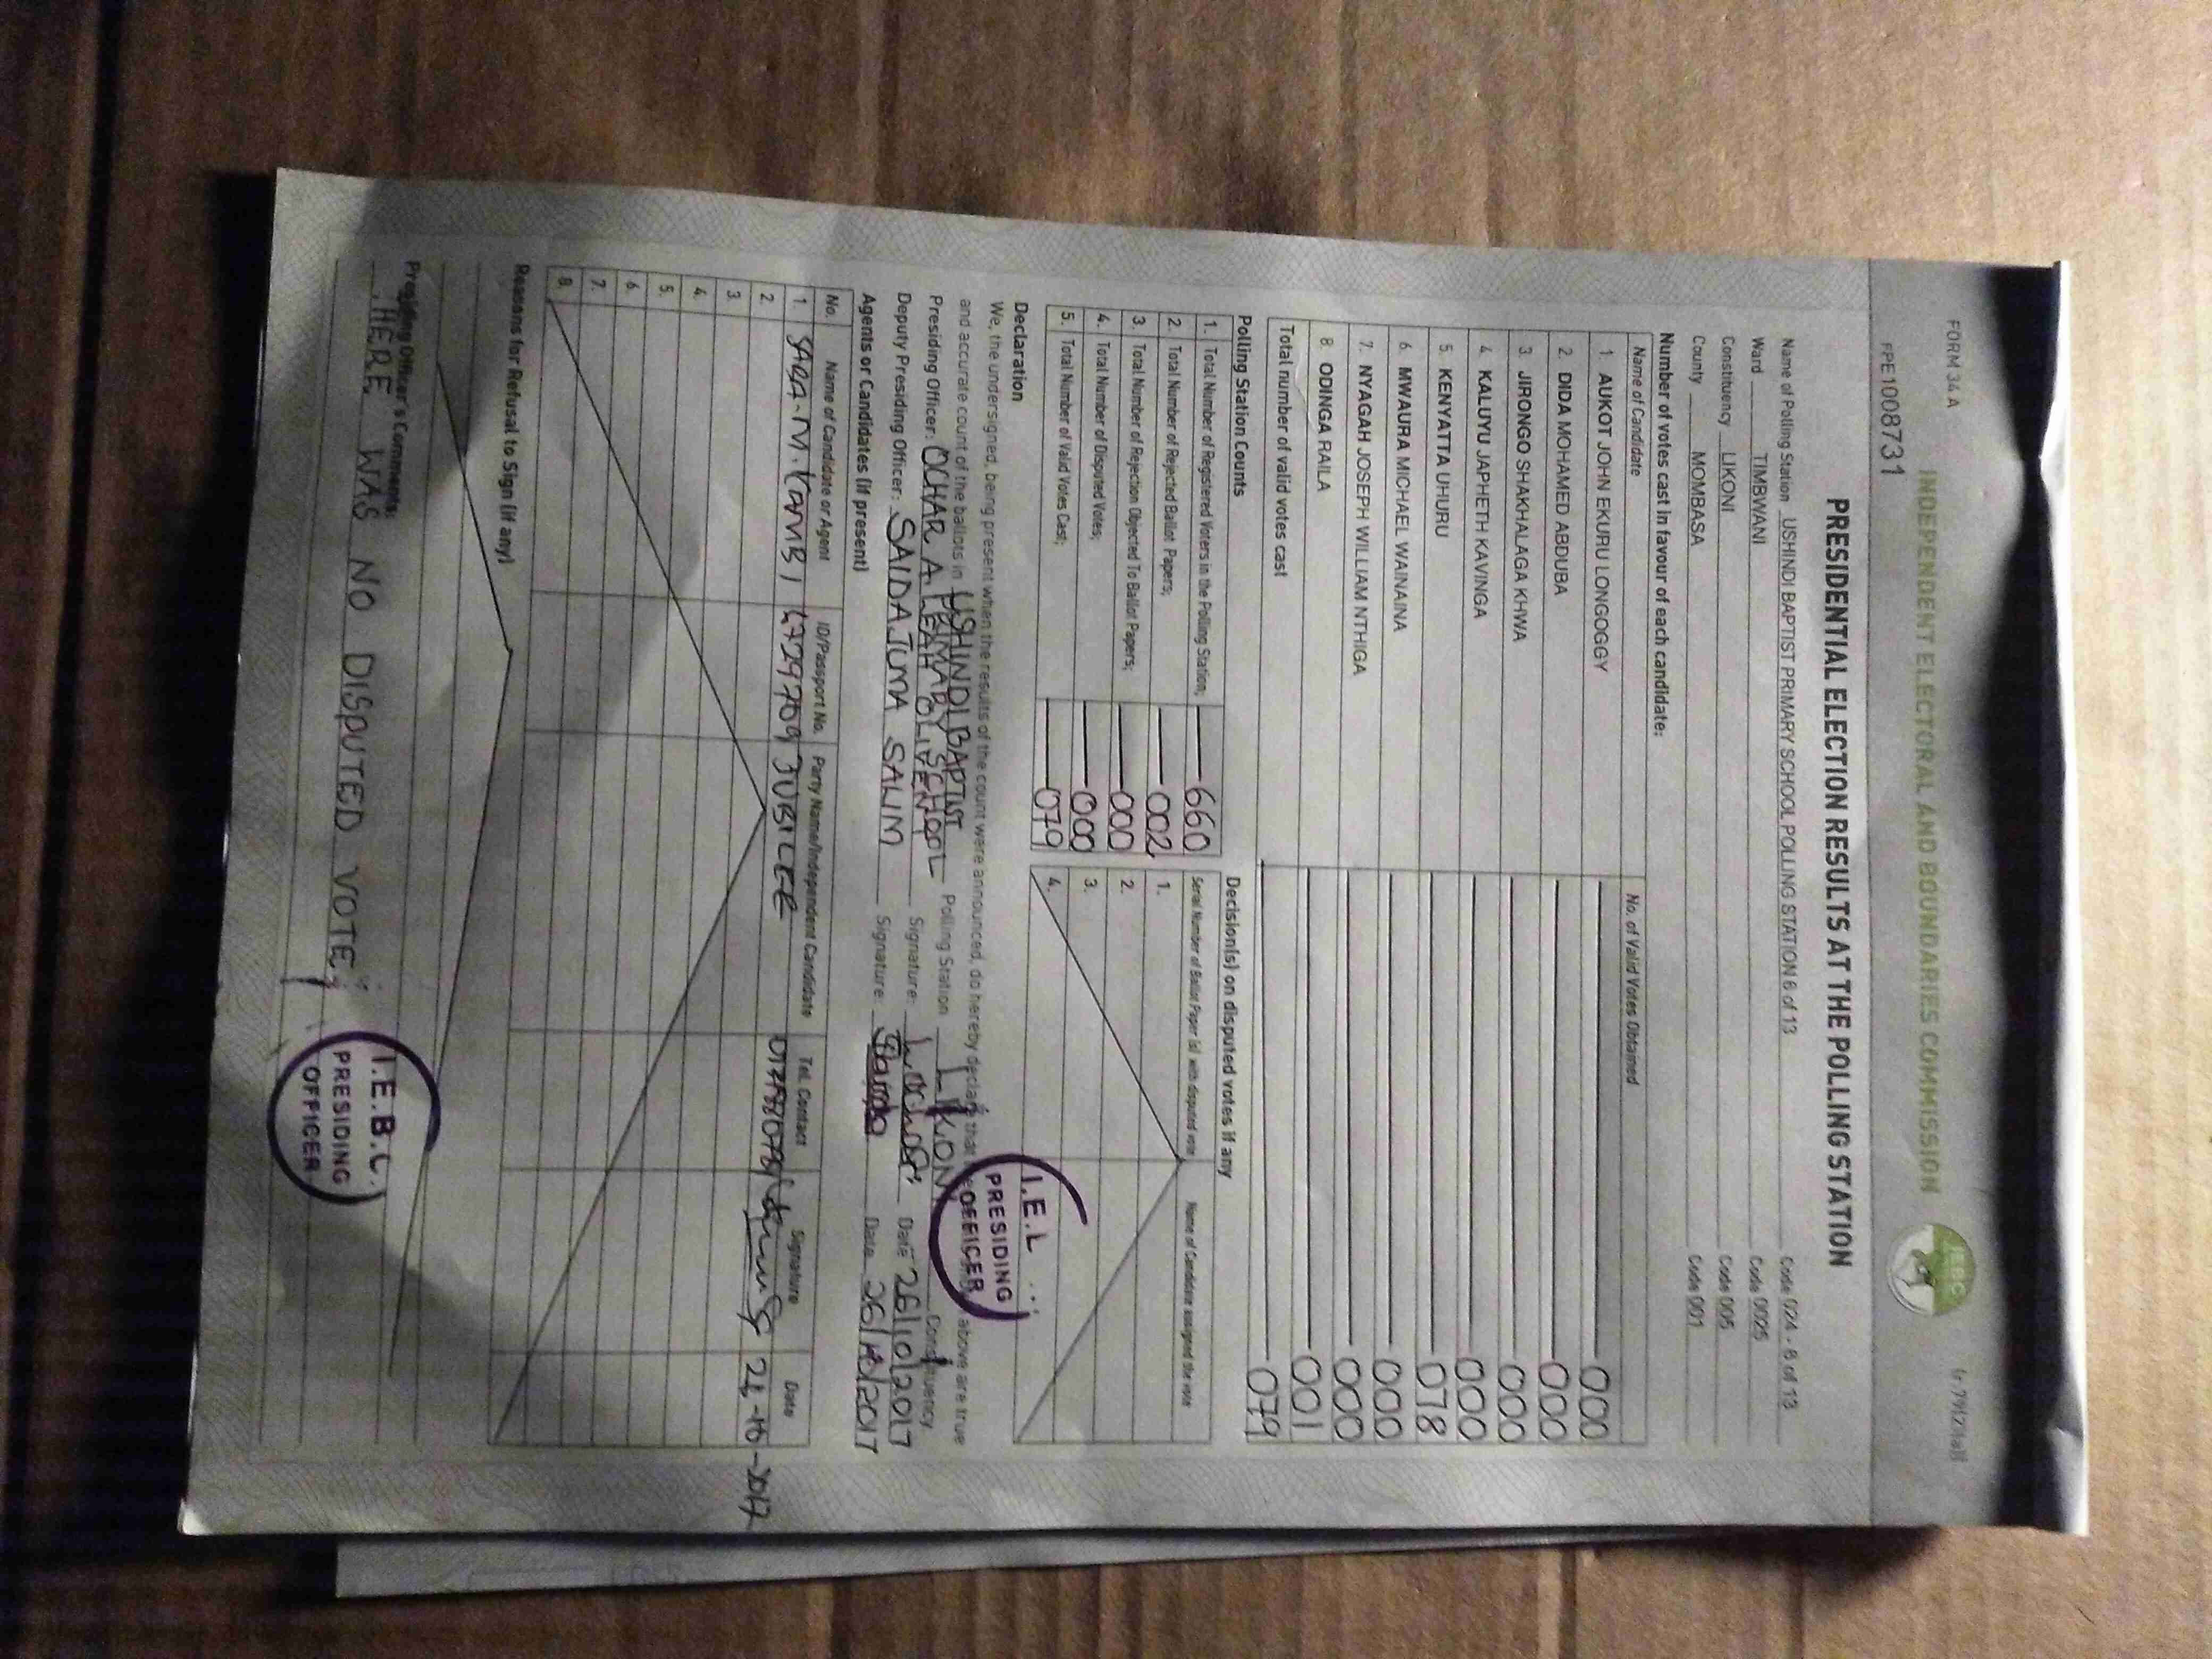 FORM 34 A
INDEPENDENT ELECTORAL AND BOUNDARIES COMMISSION
IEBC
PRESIDENTIAL ELECTION RESULTS AT THE POLLING STATION
Name of Polling Station USHINDI BAPTIST PRIMARY SCHOOL POLLING STATION 6 of 13 Code 024 - 6 of 13
Ward TIMBWANI Code 0025
Constituency LIKONI Code 005
County MOMBASA Code 001
Number of votes cast in favour of each candidate:
Name of Candidate No. of Valid Votes Obtained
1. AUKOT JOHN EKURU LONGOGGY 000
2. DIDA MOHAMED ABDUBA 000
3. JIRONGO SHAKHALAGA KHWA 000
4. KALUYU JAPHETH KAVINGA 000
5. KENYATTA UHURU 078
6. MWAURA MICHAEL WAINAINA 000
7. NYAGAH JOSEPH WILLIAM NTHIGA 000
8. ODINGA RAILA 001
Total number of valid votes cast 079
Polling Station Counts
1. Total Number of Registered Voters in the Polling Station; 660
2. Total Number of Rejected Ballot Papers; 002
3. Total Number of Rejection Objected To Ballot Papers; 000
4. Total Number of Disputed Votes; 000
5. Total Number of Valid Votes Cast; 079
Decision(s) on disputed votes if any
Serial Number of Ballot Paper (s) with disputed vote Name of Candidate assigned the vote
1.
2.
3.
4.
Declaration
We, the undersigned, being present when the results of the count were announced, do hereby declare that above are true
and accurate count of the ballots in USHINDI BAPTIST PRIMARY SCHOOL Polling Station LIKONI Constituency
Presiding Officer: OCHAR A. LEAH Signature: Date 26/10/2017
Deputy Presiding Officer: SAIDA JUMA SALIM Signature: Date 26/10/2017
I.E.
PRESIDING
OFFICER
Agents or Candidates (if present)
No. Name of Candidate or Agent ID/Passport No. Party Name/Independent Candidate Tel. Contact Signature Date
1. JUBILEE
2.
3.
4.
5.
6.
7.
8.
Reasons for Refusal to Sign (if any)
Presiding Officer's Comments:
THERE WAS NO DISPUTED VOTE
I.E.B.C.
PRESIDING
OFFICER